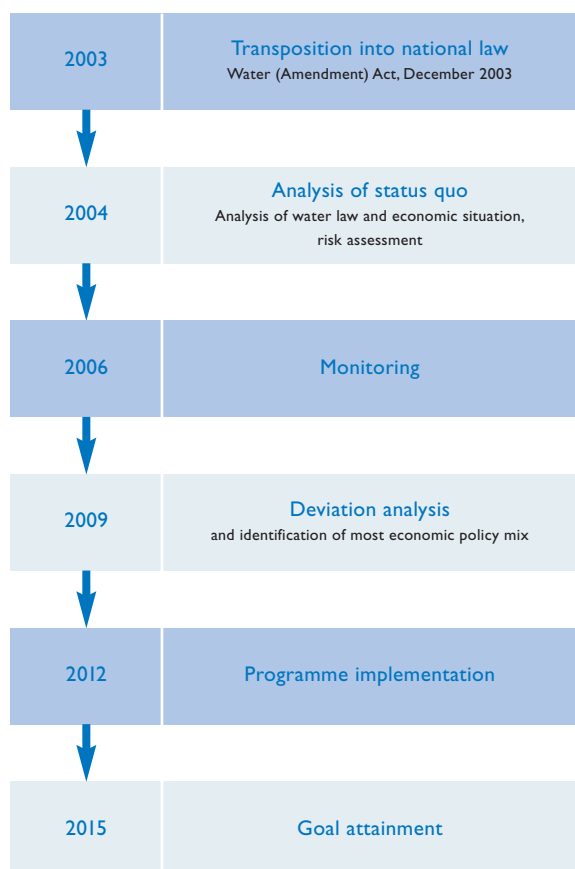 2003
Transposition into national law
Water (Amendment) Act, December 2003
2004
Analysis of status quo
Analysis of water law and economic situation,
risk assessment
2006
Monitoring
2009
Deviation analysis
and identification of most economic policy mix
2012
Programme implementation
2015
Goal attainment